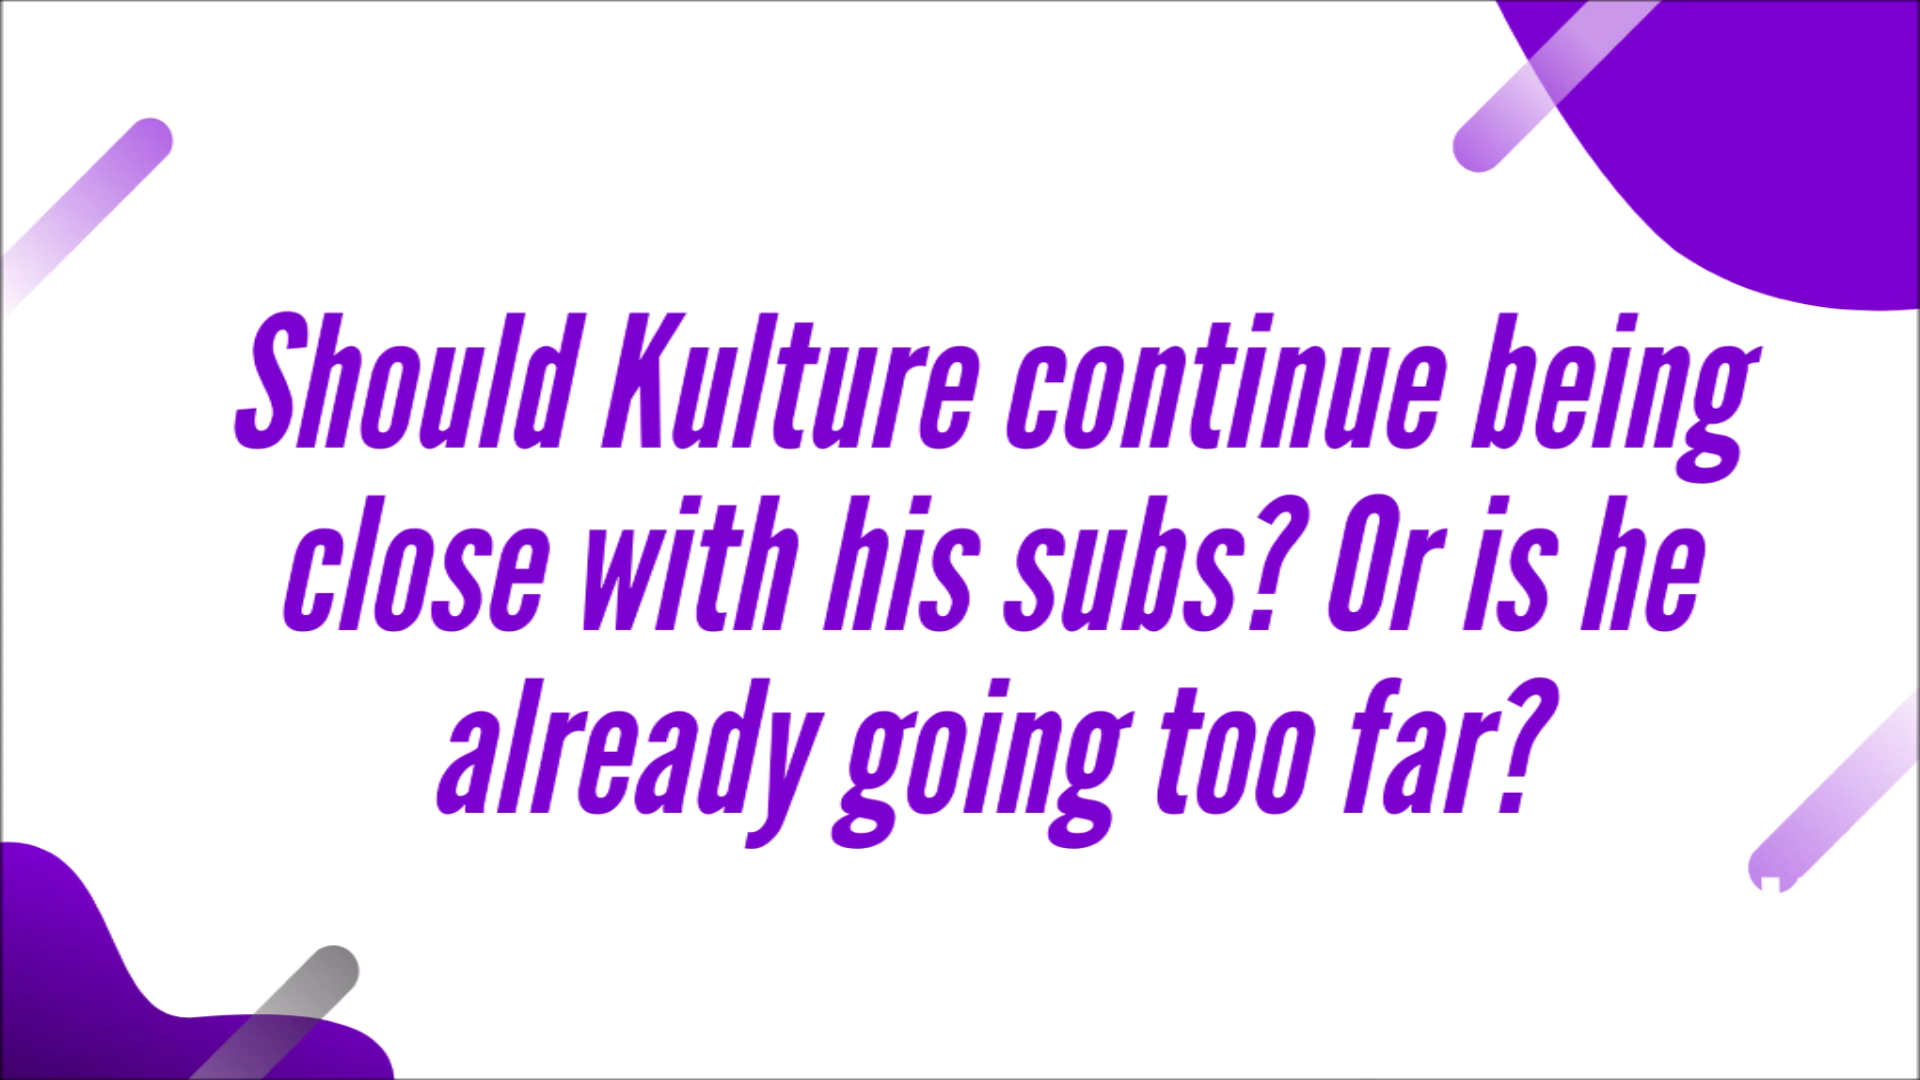 Should Kulture continue being
close with his subs? Or is he
already going too far?